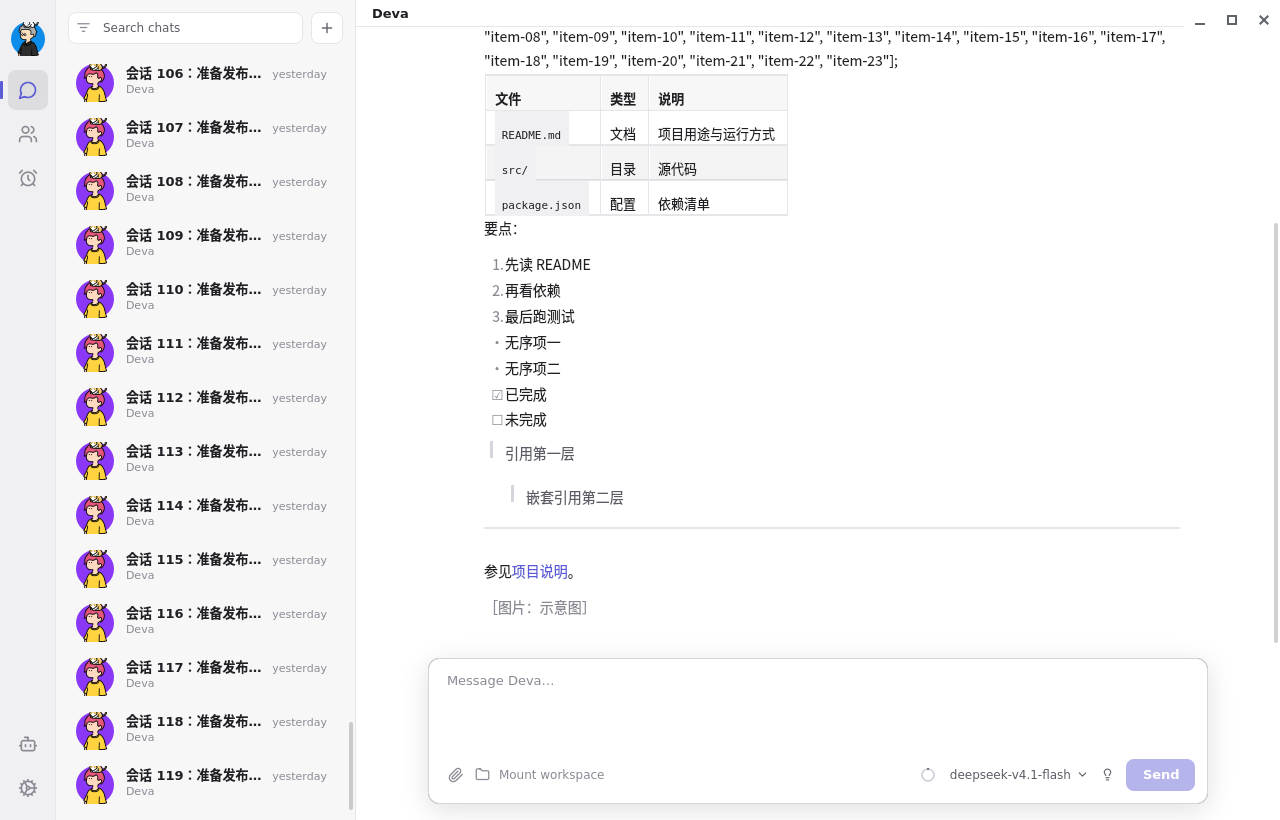 Search chats
会话 106：准备发布… yesterday
Deva
会话 107：准备发布… yesterday
Deva
会话 108：准备发布… yesterday
Deva
会话 109：准备发布… yesterday
Deva
会话 110：准备发布… yesterday
Deva
会话 111：准备发布… yesterday
Deva
会话 112：准备发布… yesterday
Deva
会话 113：准备发布… yesterday
Deva
会话 114：准备发布… yesterday
Deva
会话 115：准备发布… yesterday
Deva
会话 116：准备发布… yesterday
Deva
会话 117：准备发布… yesterday
Deva
会话 118：准备发布… yesterday
Deva
会话 119：准备发布… yesterday
Deva
Deva
"item-08", "item-09", "item-10", "item-11", "item-12", "item-13", "item-14", "item-15", "item-16", "item-17",
"item-18", "item-19", "item-20", "item-21", "item-22", "item-23"];
文件 类型 说明
README.md 文档 项目用途与运行方式
src/ 目录 源代码
package.json 配置 依赖清单
要点：
1. 先读 README
2. 再看依赖
3. 最后跑测试
• 无序项一
• 无序项二
☑ 已完成
☐ 未完成
引用第一层
嵌套引用第二层
参见项目说明。
[图片：示意图]
Message Deva…
Mount workspace
deepseek-v4.1-flash
Send